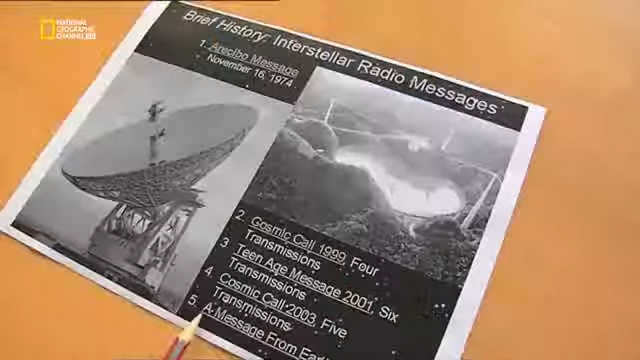 NATIONAL
GEOGRAPHIC
CHANNEL
Brief History: Interstellar Radio Messages
1. Arecibo Message
November 16, 1974
2. Cosmic Call 1999, Four
Transmissions
3. Teen Age Message 2001, Six
Transmissions
4. Cosmic Call 2003, Five
Transmissions
5. A Message From